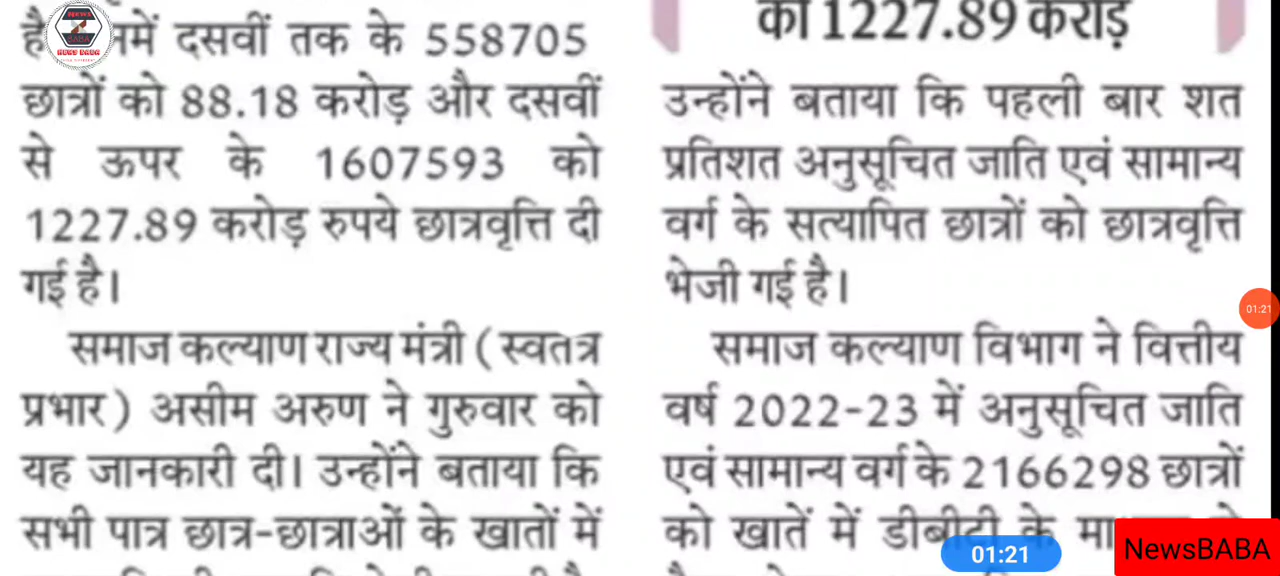 है
में दसवीं तक के 558705
छात्रों को 88.18 करोड़ और दसवीं
से ऊपर के 1607593 को
1227.89 करोड़ रुपये छात्रवृत्ति दी
गई है।
समाज कल्याण राज्य मंत्री (स्वतत्र
प्रभार) असीम अरुण ने गुरुवार को
यह जानकारी दी। उन्होंने बताया कि
सभी पात्र छात्र-छात्राओं के खातों में
को 1227.89 करोड़
उन्होंने बताया कि पहली बार शत
प्रतिशत अनुसूचित जाति एवं सामान्य
वर्ग के सत्यापित छात्रों को छात्रवृत्ति
भेजी गई है।
समाज कल्याण विभाग ने वित्तीय
वर्ष 2022-23 में अनुसूचित जाति
एवं सामान्य वर्ग के 2166298 छात्रों
को खातें में डीबीटी के
01:21
01:21
NewsBABA